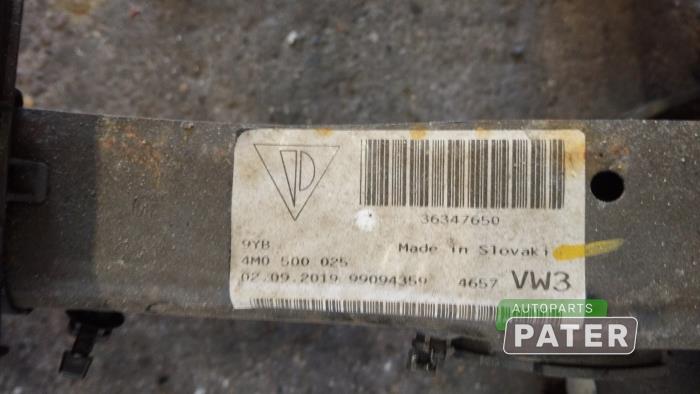 36347650
9YB
Made in Slovaki
4M0 500 025
02.09.2019 99094359 4657 VW3
AUTOPARTS
PATER